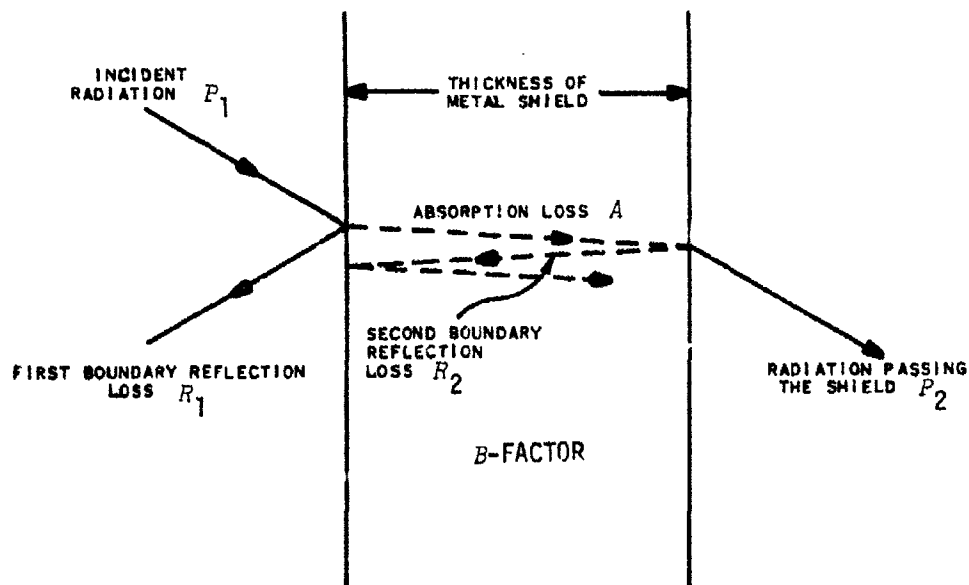 INCIDENT
RADIATION P1
THICKNESS OF
METAL SHIELD
ABSORPTION LOSS A
SECOND BOUNDARY
REFLECTION
LOSS R2
FIRST BOUNDARY REFLECTION
LOSS R1
RADIATION PASSING
THE SHIELD P2
B-FACTOR